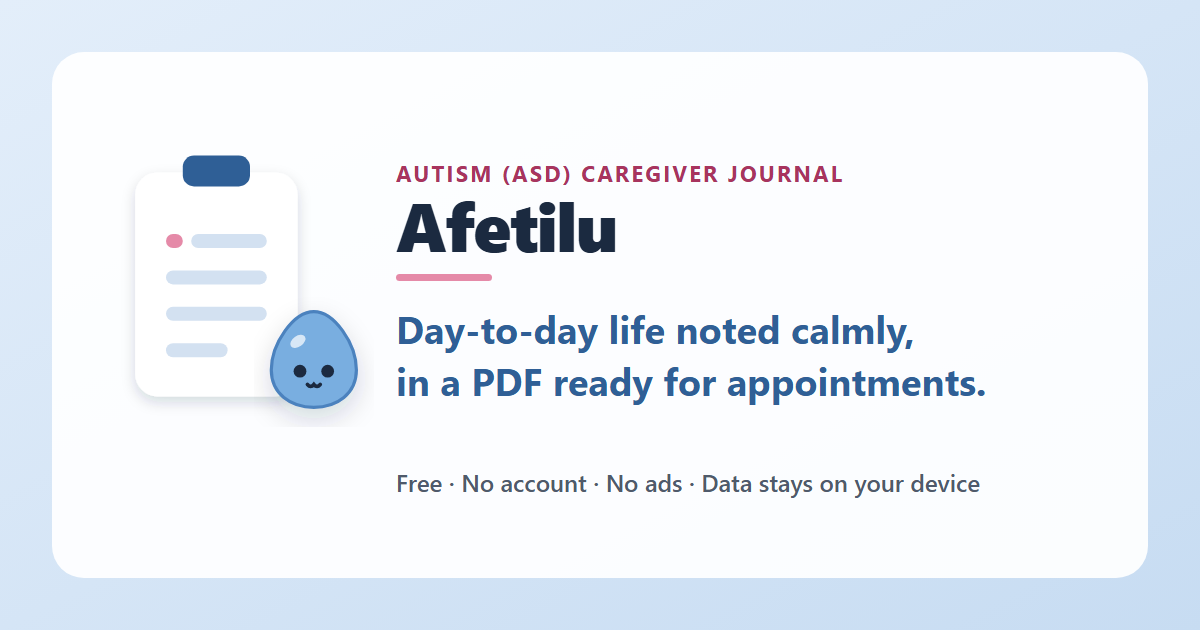 AUTISM (ASD) CAREGIVER JOURNAL
Afetilu
Day-to-day life noted calmly,
in a PDF ready for appointments.
Free · No account · No ads · Data stays on your device